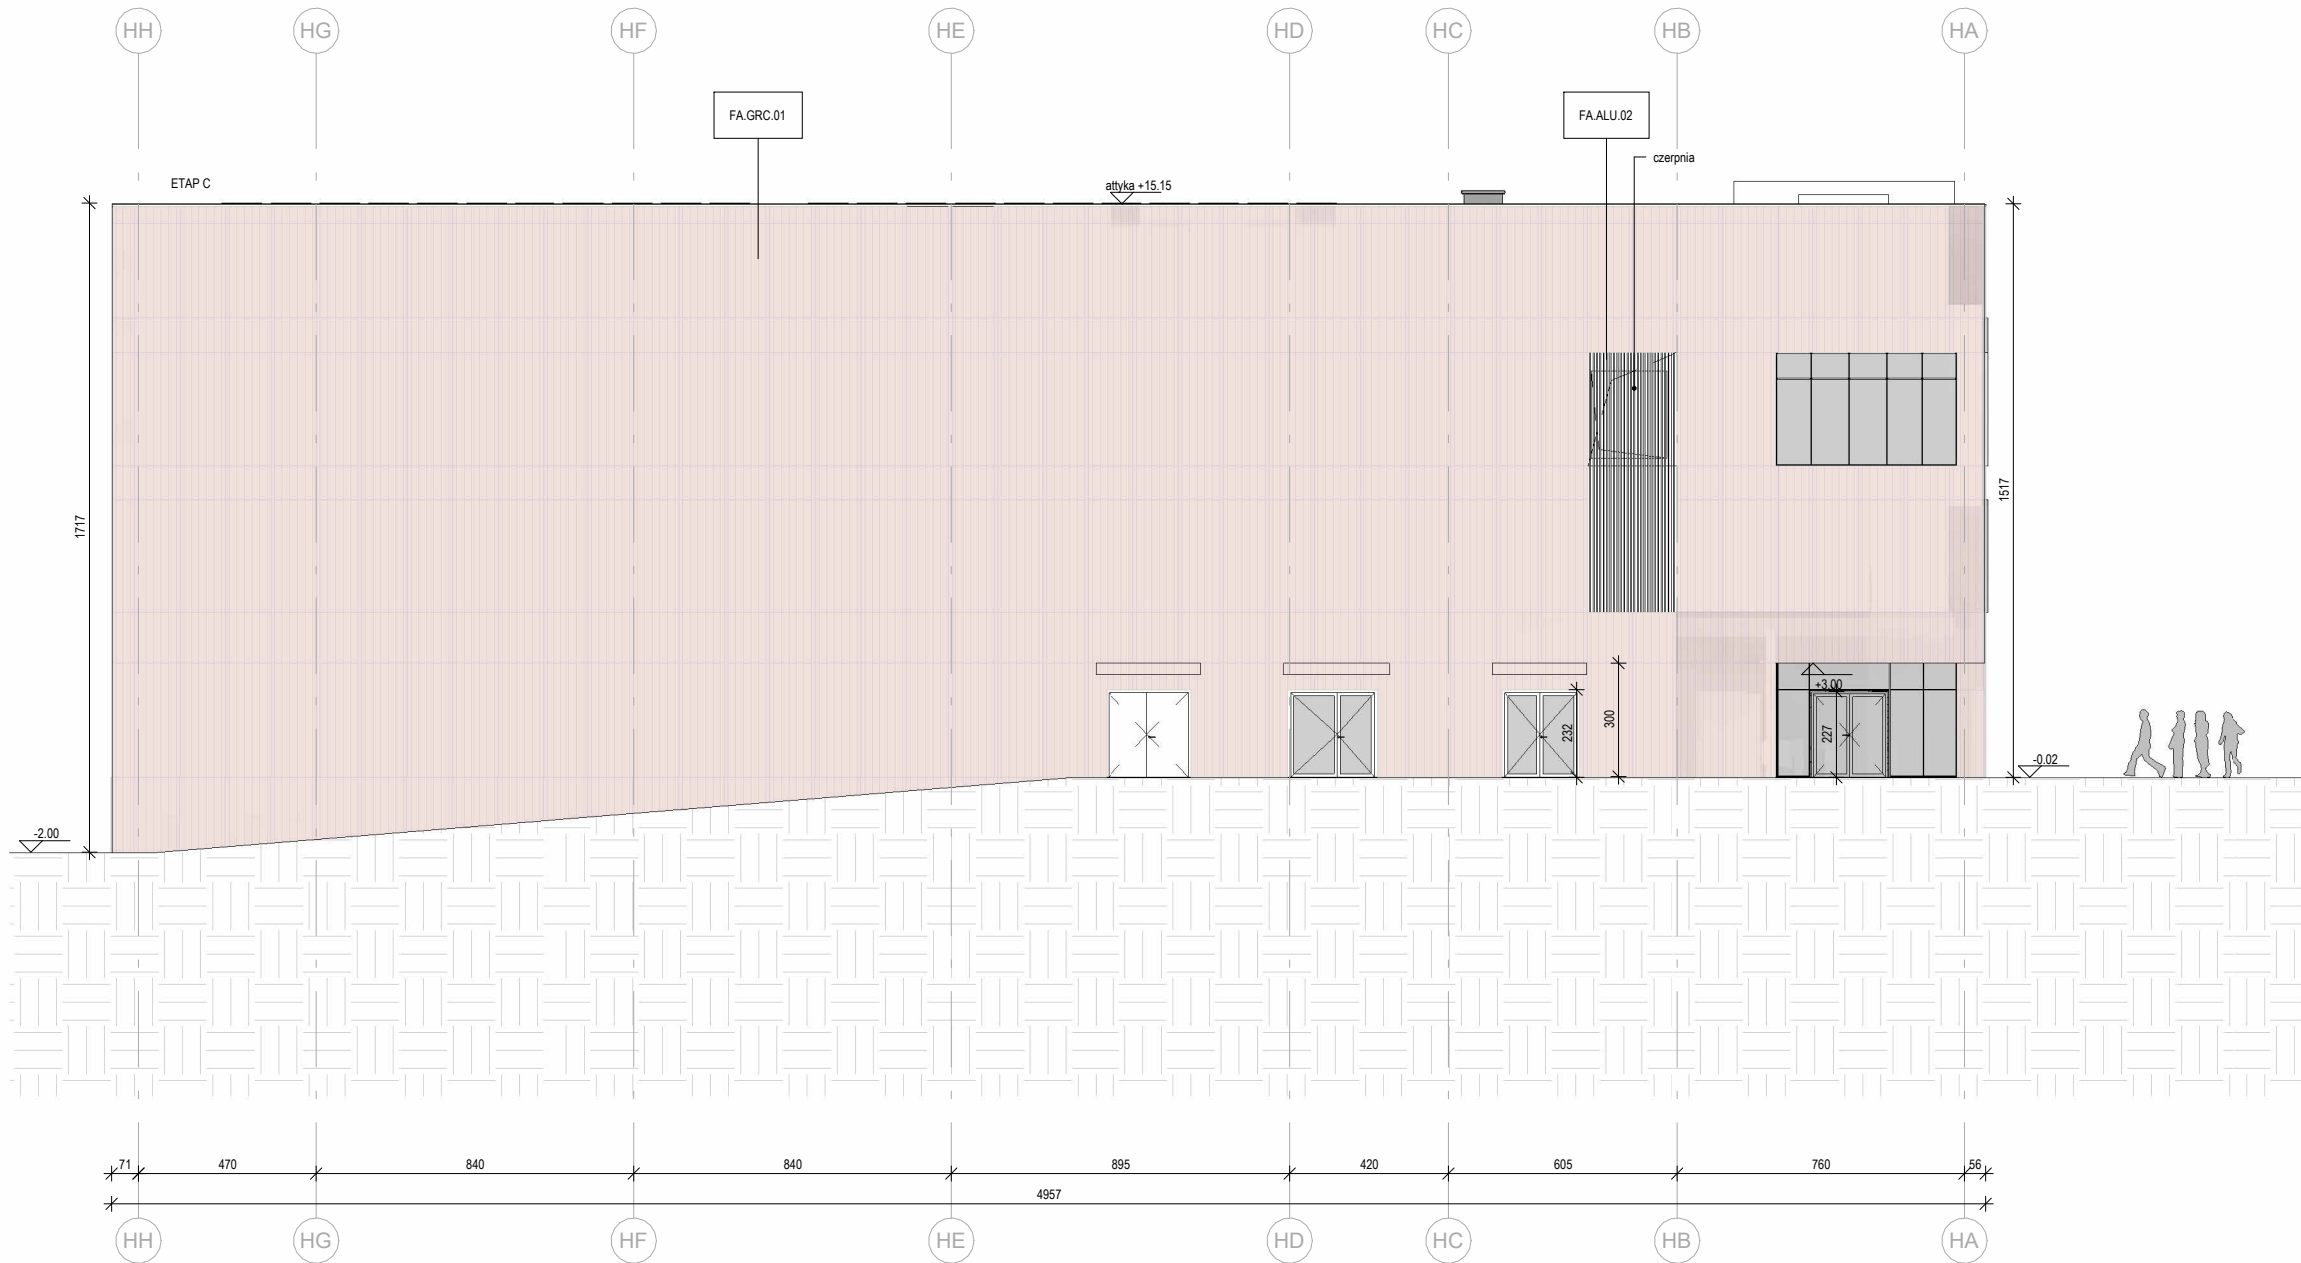 HH
HG
HF
HE
HD
HC
HB
HA
FA.GRC.01
FA.ALU.02
czerpnia
ETAP C
attyka +15.15
1717
1517
+3.00
232
300
227
-0.02
-2.00
71
470
840
840
895
420
605
760
56
4957
HH
HG
HF
HE
HD
HC
HB
HA